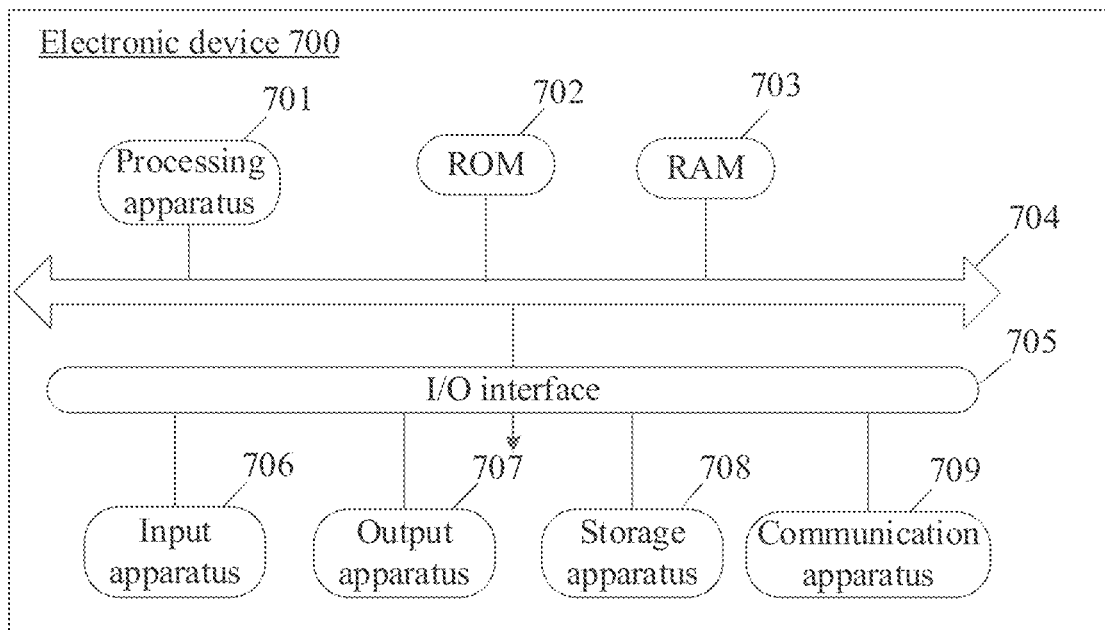 Electronic device 700
701
702
703
Processing
apparatus
ROM
RAM
704
705
I/O interface
706
707
708
709
Input
apparatus
Output
apparatus
Storage
apparatus
Communication
apparatus